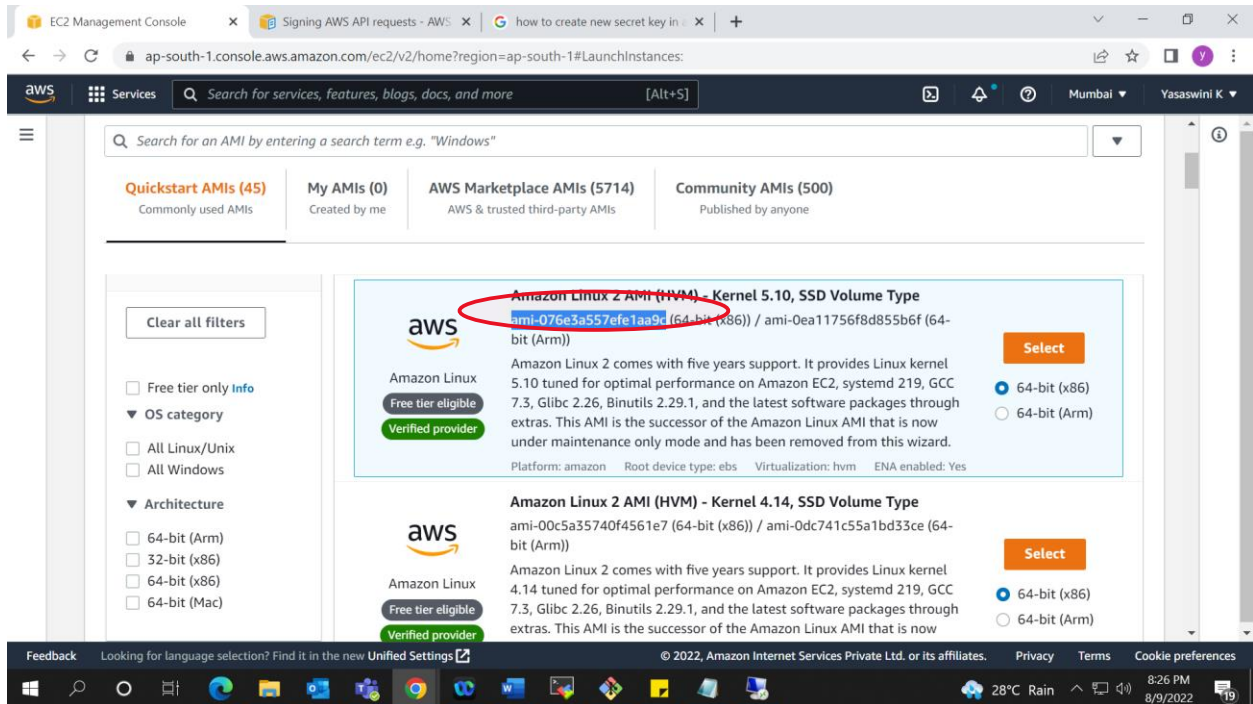 EC2 Management Console
Signing AWS API requests - AWS
how to create new secret key in
ap-south-1.console.aws.amazon.com/ec2/v2/home?region=ap-south-1#LaunchInstances:
y
aws
Services
Search for services, features, blogs, docs, and more
[Alt+S]
Mumbai
Yasaswini K
Search for an AMI by entering a search term e.g. "Windows"
Quickstart AMIs (45)
Commonly used AMIs
My AMIs (0)
Created by me
AWS Marketplace AMIs (5714)
AWS & trusted third-party AMIs
Community AMIs (500)
Published by anyone
Clear all filters
Free tier only Info
OS category
All Linux/Unix
All Windows
Architecture
64-bit (Arm)
32-bit (x86)
64-bit (x86)
64-bit (Mac)
aws
Amazon Linux
Free tier eligible
Verified provider
Amazon Linux 2 AMI (HVM) - Kernel 5.10, SSD Volume Type
ami-076e3a557efe1aa9c (64-bit (x86)) / ami-0ea11756f8d855b6f (64-
bit (Arm))
Amazon Linux 2 comes with five years support. It provides Linux kernel
5.10 tuned for optimal performance on Amazon EC2, systemd 219, GCC
7.3, Glibc 2.26, Binutils 2.29.1, and the latest software packages through
extras. This AMI is the successor of the Amazon Linux AMI that is now
under maintenance only mode and has been removed from this wizard.
Platform: amazon Root device type: ebs Virtualization: hvm ENA enabled: Yes
Select
64-bit (x86)
64-bit (Arm)
aws
Amazon Linux
Free tier eligible
Verified provider
Amazon Linux 2 AMI (HVM) - Kernel 4.14, SSD Volume Type
ami-00c5a35740f4561e7 (64-bit (x86)) / ami-0dc741c55a1bd33ce (64-
bit (Arm))
Amazon Linux 2 comes with five years support. It provides Linux kernel
4.14 tuned for optimal performance on Amazon EC2, systemd 219, GCC
7.3, Glibc 2.26, Binutils 2.29.1, and the latest software packages through
extras. This AMI is the successor of the Amazon Linux AMI that is now
Select
64-bit (x86)
64-bit (Arm)
Feedback
Looking for language selection? Find it in the new Unified Settings
© 2022, Amazon Internet Services Private Ltd. or its affiliates.
Privacy
Terms
Cookie preferences
28°C Rain
8:26 PM
8/9/2022
19